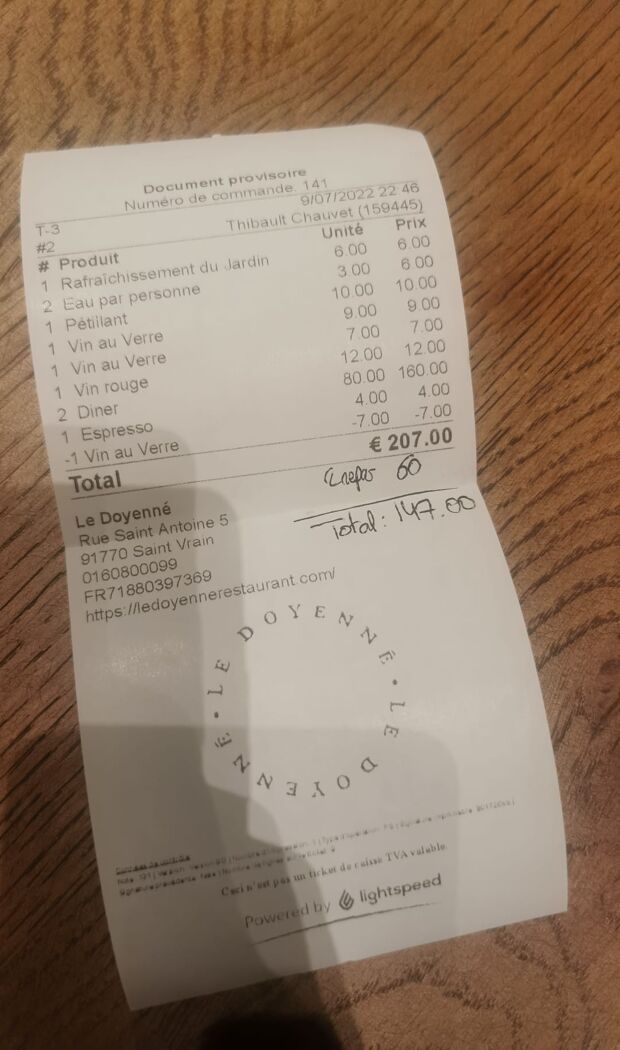 Document provisoire
Numéro de commande. 141
9/07/2022 22 46
T-3
Thibault Chauvet (159445)
#2
# Produit Unité Prix
1 Rafraîchissement du Jardin 6.00 6.00
2 Eau par personne 3.00 6.00
1 Pétillant 10.00 10.00
1 Vin au Verre 9.00 9.00
1 Vin au Verre 7.00 7.00
1 Vin rouge 12.00 12.00
2 Diner 80.00 160.00
1 Espresso 4.00 4.00
-1 Vin au Verre -7.00 -7.00
Total € 207.00
60
Total: 147.00
Le Doyenné
Rue Saint Antoine 5
91770 Saint Vrain
0160800099
FR71880397369
https://ledoyennerestaurant.com/
LE DOYENNÉ • LE DOYENNÉ •
Données de contrôle
Ceci n'est pas un ticket de caisse TVA valable.
Powered by lightspeed